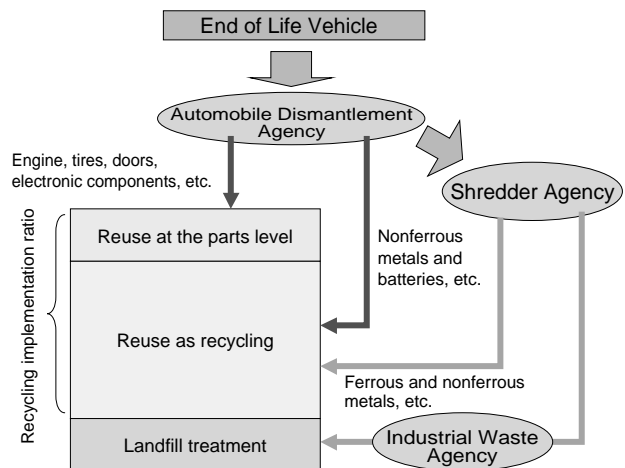 End of Life Vehicle
Automobile Dismantlement
Agency
Engine, tires, doors,
electronic components, etc.
Shredder Agency
Recycling implementation ratio
Reuse at the parts level
Nonferrous
metals and
batteries, etc.
Reuse as recycling
Ferrous and nonferrous
metals, etc.
Landfill treatment
Industrial Waste
Agency